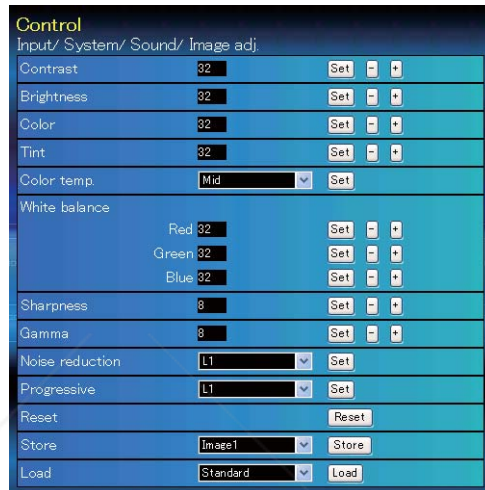 Control
Input/ System/ Sound/ Image adj.
Contrast 32 Set - +
Brightness 32 Set - +
Color 32 Set - +
Tint 32 Set - +
Color temp. Mid Set
White balance
Red 32 Set - +
Green 32 Set - +
Blue 32 Set - +
Sharpness 8 Set - +
Gamma 8 Set - +
Noise reduction L1 Set
Progressive L1 Set
Reset Reset
Store Image1 Store
Load Standard Load